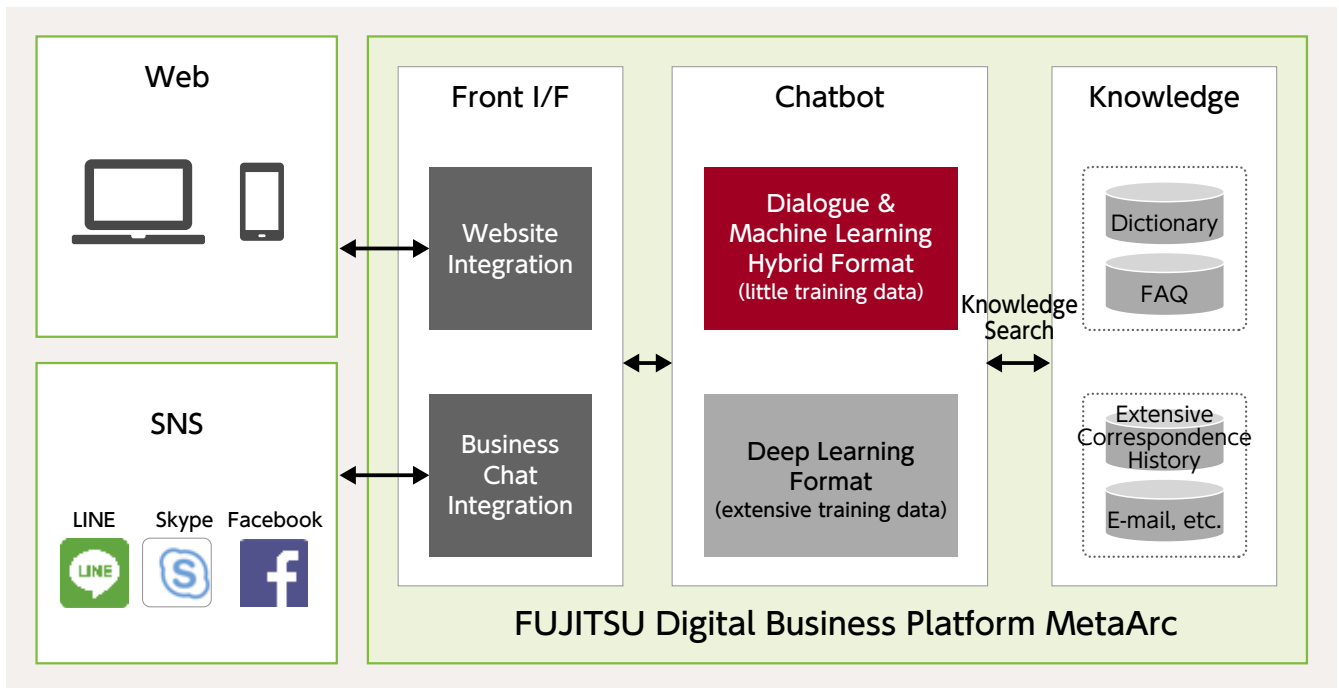 Web
Front I/F
Website
Integration
Business
Chat
Integration
Chatbot
Dialogue &
Machine Learning
Hybrid Format
(little training data)
Deep Learning
Format
(extensive training data)
Knowledge
Search
Knowledge
Dictionary
FAQ
Extensive
Correspondence
History
E-mail, etc.
SNS
LINE
Skype
Facebook
LINE
S
f
FUJITSU Digital Business Platform MetaArc